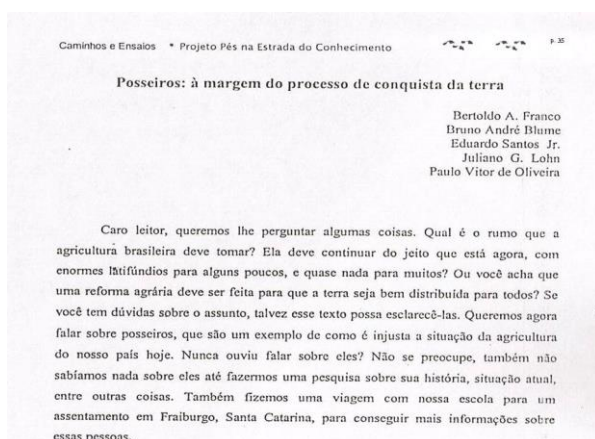 Caminhos e Ensaios * Projeto Pés na Estrada do Conhecimento p. 35
Posseiros: à margem do processo de conquista da terra
Bertoldo A. Franco
Bruno André Blume
Eduardo Santos Jr.
Juliano G. Lohn
Paulo Vitor de Oliveira
Caro leitor, queremos lhe perguntar algumas coisas. Qual é o rumo que a
agricultura brasileira deve tomar? Ela deve continuar do jeito que está agora, com
enormes latifúndios para alguns poucos, e quase nada para muitos? Ou você acha que
uma reforma agrária deve ser feita para que a terra seja bem distribuída para todos? Se
você tem dúvidas sobre o assunto, talvez esse texto possa esclarecê-las. Queremos agora
falar sobre posseiros, que são um exemplo de como é injusta a situação da agricultura
do nosso país hoje. Nunca ouviu falar sobre eles? Não se preocupe, também não
sabíamos nada sobre eles até fazermos uma pesquisa sobre sua história, situação atual,
entre outras coisas. Também fizemos uma viagem com nossa escola para um
assentamento em Fraiburgo, Santa Catarina, para conseguir mais informações sobre
essas pessoas.